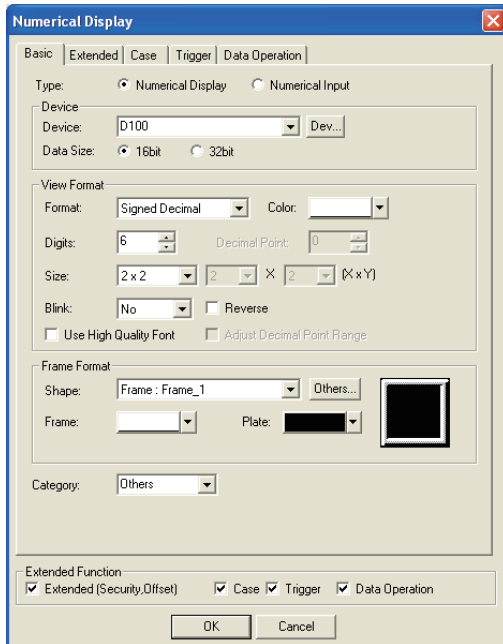 Numerical Display
Basic Extended Case Trigger Data Operation
Type: Numerical Display Numerical Input
Device
Device: D100 Dev...
Data Size: 16bit 32bit
View Format
Format: Signed Decimal Color:
Digits: 6 Decimal Point: 0
Size: 2 x 2 2 X 2 (X x Y)
Blink: No Reverse
Use High Quality Font Adjust Decimal Point Range
Frame Format
Shape: Frame : Frame_1 Others...
Frame: Plate:
Category: Others
Extended Function
Extended (Security,Offset) Case Trigger Data Operation
OK Cancel